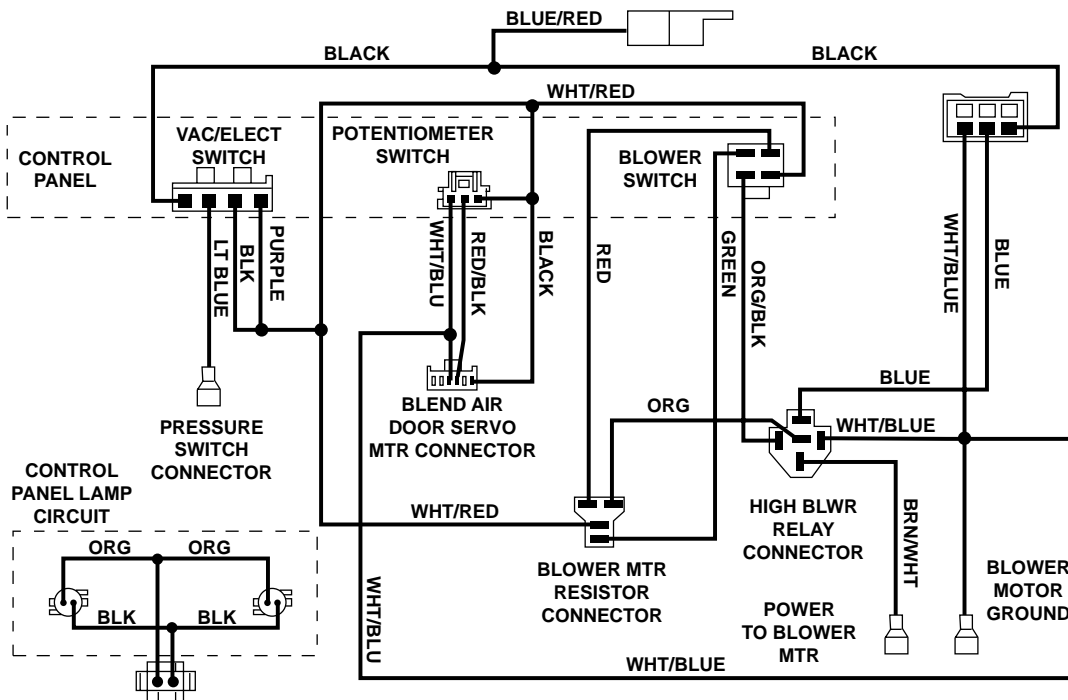 BLUE/RED
BLACK
BLACK
WHT/RED
CONTROL
PANEL
VAC/ELECT
SWITCH
POTENTIOMETER
SWITCH
BLOWER
SWITCH
LT BLUE
BLK
PURPLE
WHT/BLU
RED/BLK
BLACK
RED
GREEN
ORG/BLK
WHT/BLUE
BLUE
PRESSURE
SWITCH
CONNECTOR
BLEND AIR
DOOR SERVO
MTR CONNECTOR
ORG
BLUE
WHT/BLUE
CONTROL
PANEL LAMP
CIRCUIT
WHT/RED
HIGH BLWR
RELAY
CONNECTOR
BRN/WHT
ORG
ORG
BLK
BLK
WHT/BLU
BLOWER MTR
RESISTOR
CONNECTOR
POWER
TO BLOWER
MTR
BLOWER
MOTOR
GROUND
WHT/BLUE